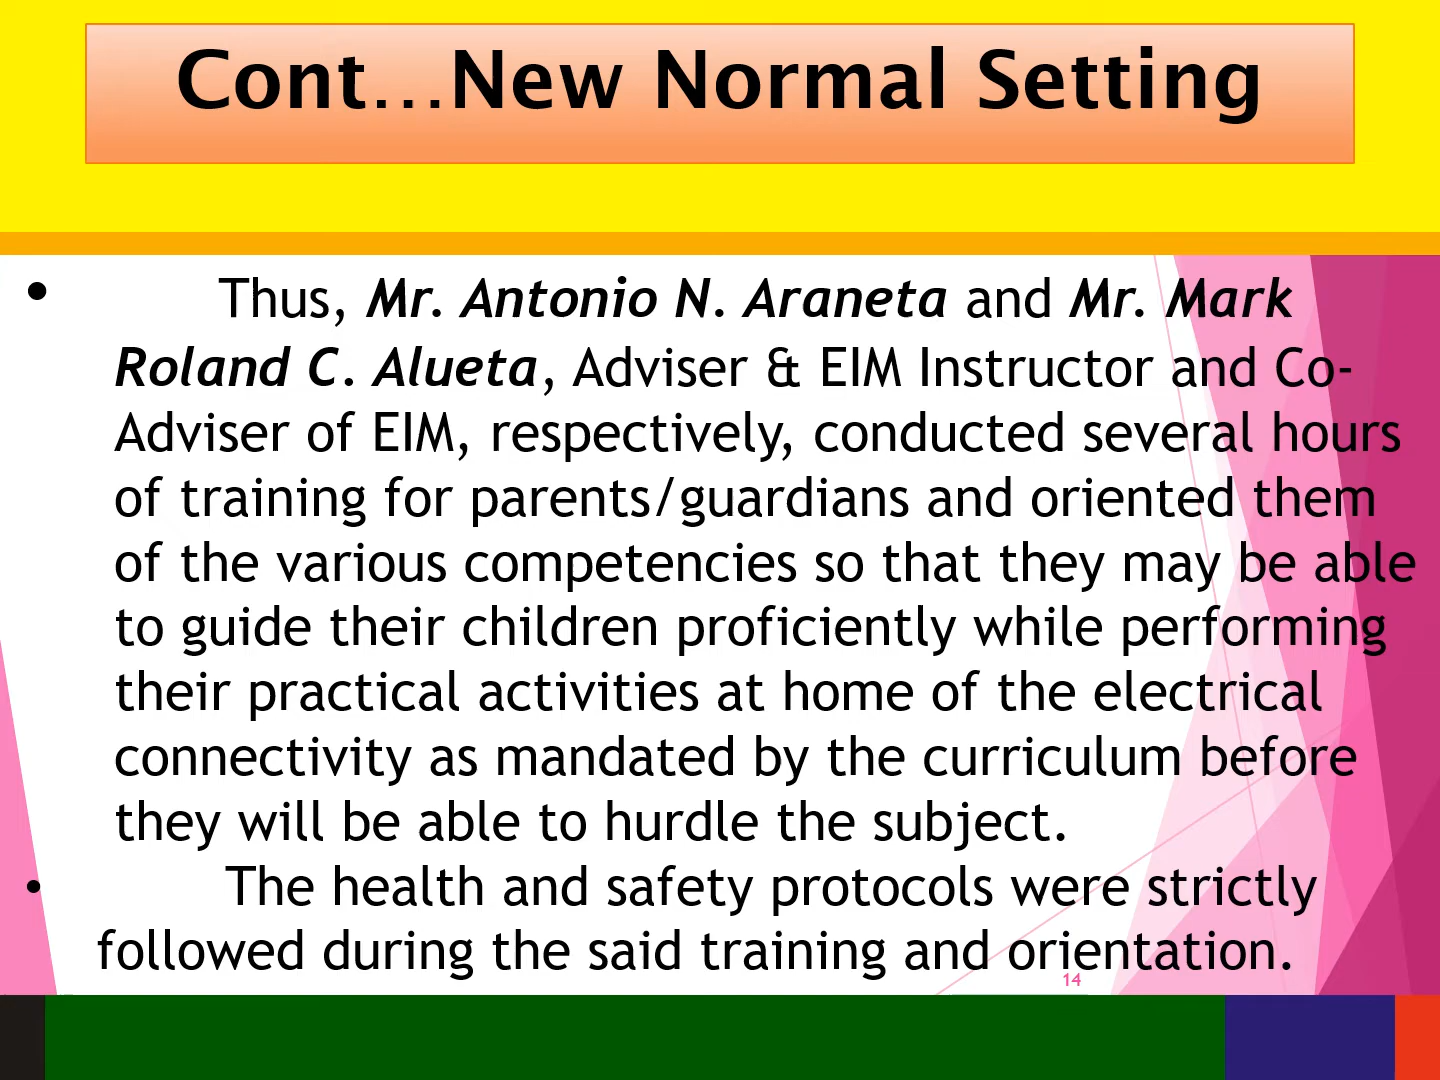 Cont…New Normal Setting
• Thus, Mr. Antonio N. Araneta and Mr. Mark
Roland C. Alueta, Adviser & EIM Instructor and Co-
Adviser of EIM, respectively, conducted several hours
of training for parents/guardians and oriented them
of the various competencies so that they may be able
to guide their children proficiently while performing
their practical activities at home of the electrical
connectivity as mandated by the curriculum before
they will be able to hurdle the subject.
• The health and safety protocols were strictly
followed during the said training and orientation.
14